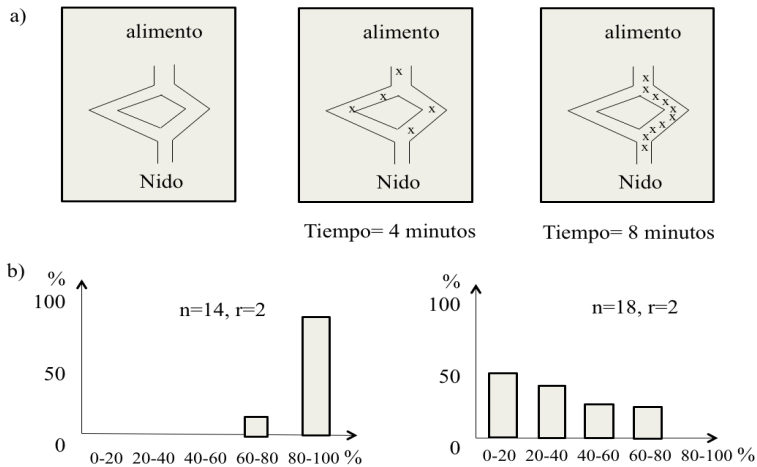 a)
alimento
Nido
alimento
x
x
x
x
x
Nido
Tiempo= 4 minutos
alimento
x
x
x
x
x
x
x
x
x
x
x
Nido
Tiempo= 8 minutos
b)
%
100
50
0
n=14, r=2
0-20 20-40 40-60 60-80 80-100 %
%
100
50
0
n=18, r=2
0-20 20-40 40-60 60-80 80-100 %